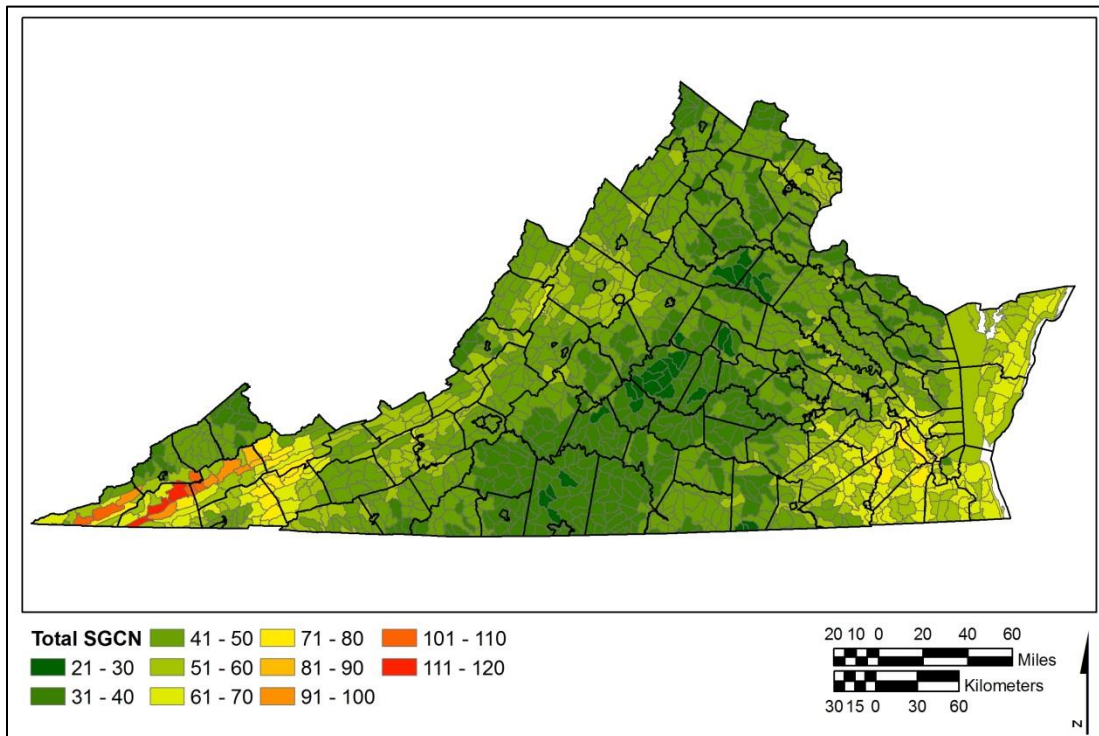 Total SGCN
21 - 30
31 - 40
41 - 50
51 - 60
61 - 70
71 - 80
81 - 90
91 - 100
101 - 110
111 - 120
20 10 0 20 40 60
Miles
Kilometers
30 15 0 30 60
N